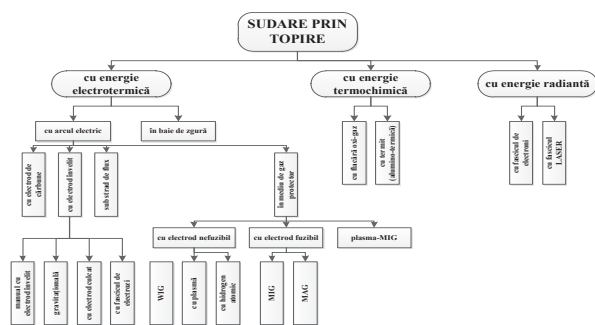 SUDARE PRIN
TOPIRE
cu energie
electrotermică
cu energie
termochimică
cu energie radiantă
cu arcul electric
în baie de zgură
cu electrod de
cărbune
cu electrod învelit
sub strad de flux
în mediu de gaz
protector
cu flacără oxi-gaz
cu termit
(alumino-termică)
cu fascicul de
electroni
cu fascicul
LASER
cu electrod nefuzibil
cu electrod fuzibil
plasma-MIG
manual cu
electrod învelit
gravitațională
cu electrod culcat
cu fascicul de
electrozi
WIG
cu plasmă
cu hidrogen
atomic
MIG
MAG